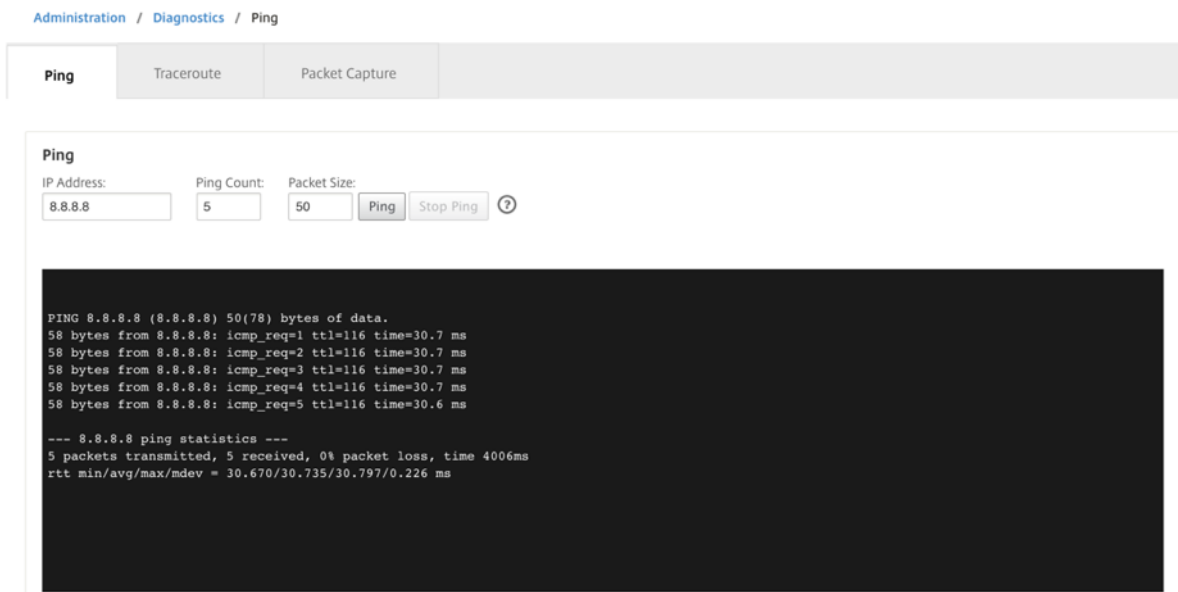 Administration / Diagnostics / Ping
Ping Traceroute Packet Capture
Ping
IP Address: Ping Count: Packet Size:
8.8.8.8 5 50 Ping Stop Ping ?
PING 8.8.8.8 (8.8.8.8) 50(78) bytes of data.
58 bytes from 8.8.8.8: icmp_req=1 ttl=116 time=30.7 ms
58 bytes from 8.8.8.8: icmp_req=2 ttl=116 time=30.7 ms
58 bytes from 8.8.8.8: icmp_req=3 ttl=116 time=30.7 ms
58 bytes from 8.8.8.8: icmp_req=4 ttl=116 time=30.7 ms
58 bytes from 8.8.8.8: icmp_req=5 ttl=116 time=30.6 ms
--- 8.8.8.8 ping statistics ---
5 packets transmitted, 5 received, 0% packet loss, time 4006ms
rtt min/avg/max/mdev = 30.670/30.735/30.797/0.226 ms